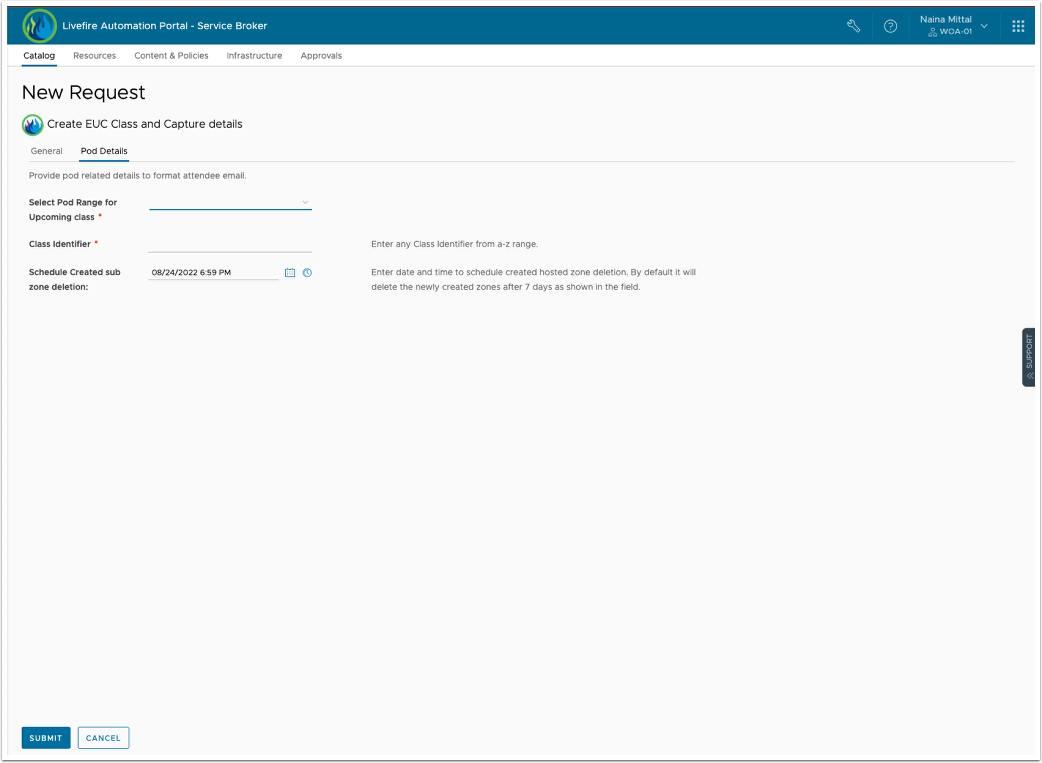 Livefire Automation Portal - Service Broker
Naina Mittal
WOA-01
Catalog Resources Content & Policies Infrastructure Approvals
New Request
Create EUC Class and Capture details
General Pod Details
Provide pod related details to format attendee email.
Select Pod Range for
Upcoming class *
Class Identifier * Enter any Class Identifier from a-z range.
Schedule Created sub 08/24/2022 6:59 PM Enter date and time to schedule created hosted zone deletion. By default it will
zone deletion: delete the newly created zones after 7 days as shown in the field.
SUPPORT
SUBMIT CANCEL